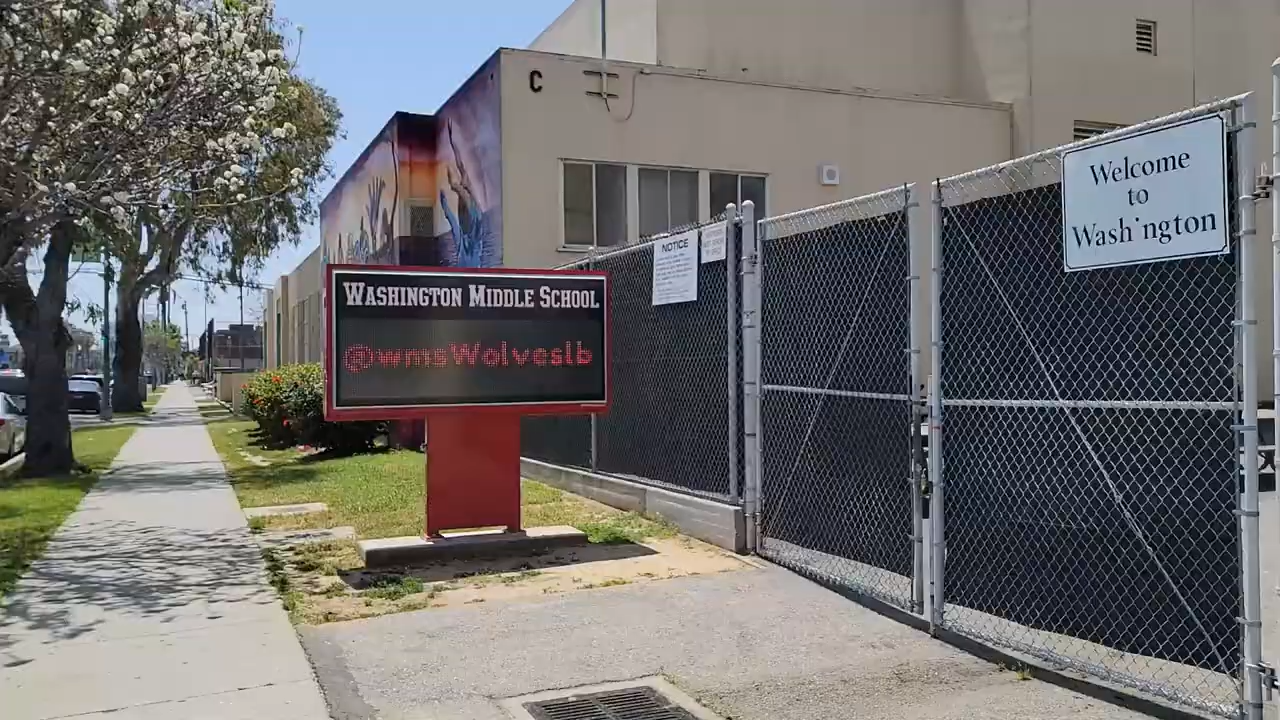 C
WASHINGTON MIDDLE SCHOOL
@wmsWolveslb
NOTICE
Welcome
to
Wash'ngton